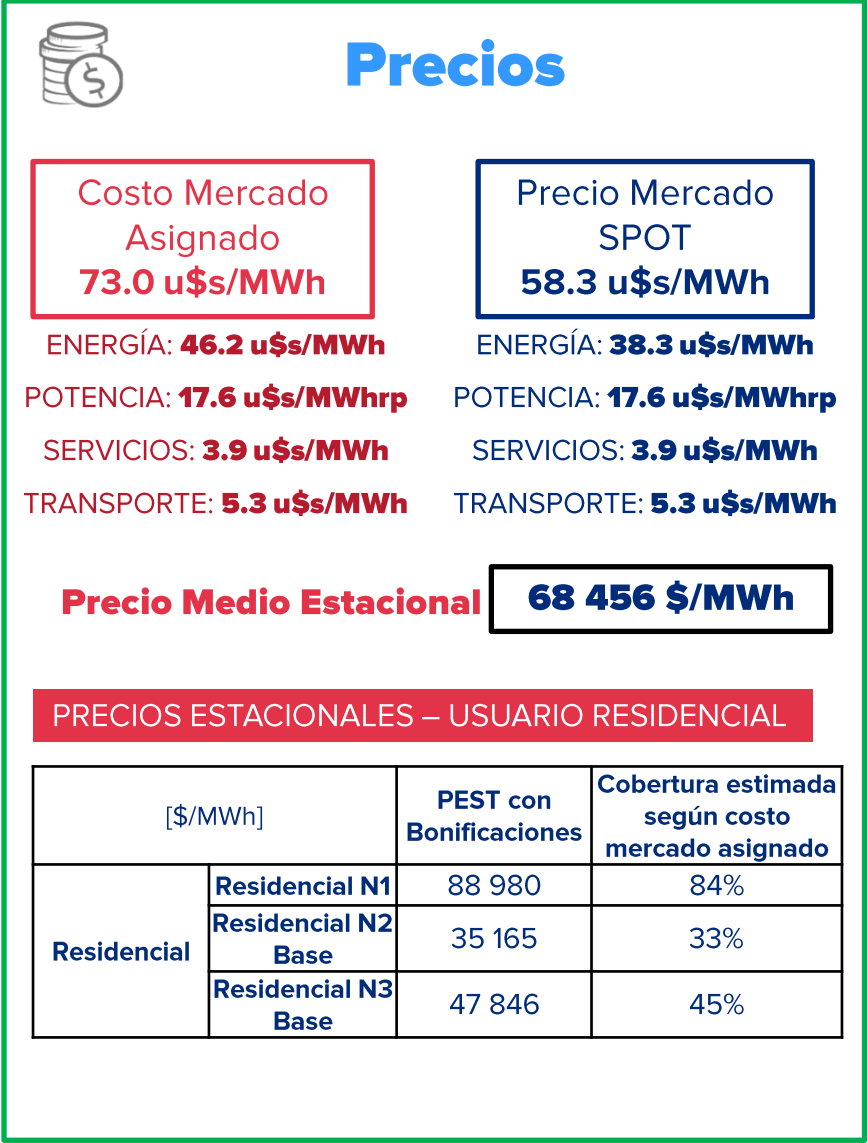 Precios
Costo Mercado
Asignado
73.0 u$s/MWh
ENERGÍA: 46.2 u$s/MWh
POTENCIA: 17.6 u$s/MWhrp
SERVICIOS: 3.9 u$s/MWh
TRANSPORTE: 5.3 u$s/MWh
Precio Mercado
SPOT
58.3 u$s/MWh
ENERGÍA: 38.3 u$s/MWh
POTENCIA: 17.6 u$s/MWhrp
SERVICIOS: 3.9 u$s/MWh
TRANSPORTE: 5.3 u$s/MWh
Precio Medio Estacional 68 456 $/MWh
PRECIOS ESTACIONALES – USUARIO RESIDENCIAL
[$/MWh]
PEST con
Bonificaciones
Cobertura estimada
según costo
mercado asignado
Residencial
Residencial N1 88 980 84%
Residencial N2
Base
35 165 33%
Residencial N3
Base
47 846 45%